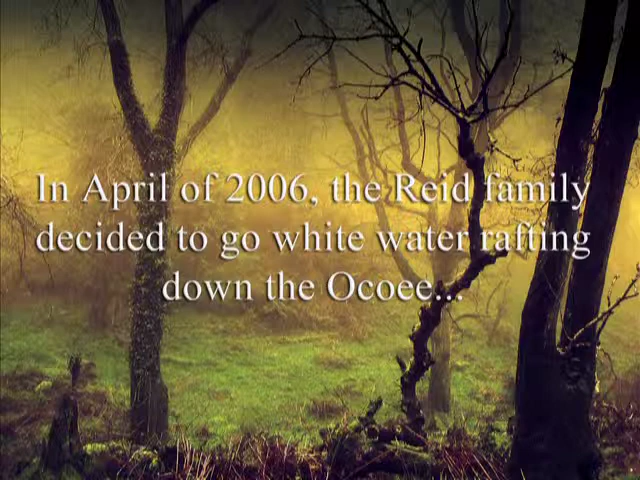 In April of 2006, the Reid family
decided to go white water rafting
down the Ocoee...